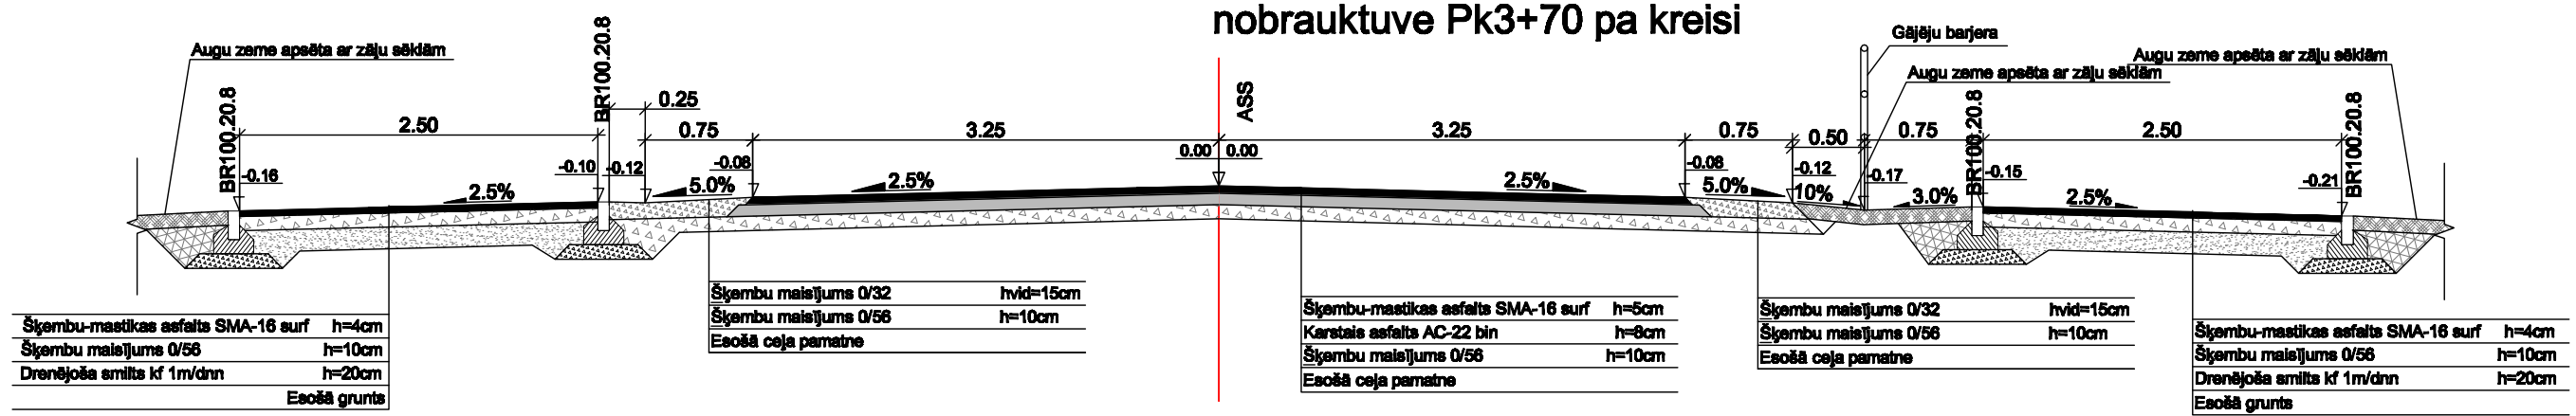 nobrauktuve Pk3+70 pa kreisi
Augu zeme apsēta ar zāļu sēklām
BR100.20.8
BR100.20.8
ASS
Gājēju barjera
Augu zeme apsēta ar zāļu sēklām
Augu zeme apsēta ar zāļu sēklām
BR100.20.8
BR100.20.8
2.50
0.25
0.75
3.25
3.25
0.75
0.50
0.75
2.50
-0.16
-0.10
-0.12
-0.08
0.00
0.00
-0.08
-0.12
-0.17
-0.15
-0.21
2.5%
5.0%
2.5%
2.5%
5.0%
10%
3.0%
2.5%
Šķembu-mastikas asfalts SMA-16 surf h=4cm
Šķembu maisījums 0/56 h=10cm
Drenējoša smilts kf 1m/dnn h=20cm
Esošā grunts
Šķembu maisījums 0/32 hvid=15cm
Šķembu maisījums 0/56 h=10cm
Esošā ceļa pamatne
Šķembu-mastikas asfalts SMA-16 surf h=5cm
Karstais asfalts AC-22 bin h=8cm
Šķembu maisījums 0/56 h=10cm
Esošā ceļa pamatne
Šķembu maisījums 0/32 hvid=15cm
Šķembu maisījums 0/56 h=10cm
Esošā ceļa pamatne
Šķembu-mastikas asfalts SMA-16 surf h=4cm
Šķembu maisījums 0/56 h=10cm
Drenējoša smilts kf 1m/dnn h=20cm
Esošā grunts